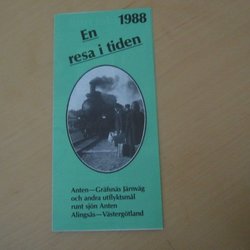 1988
En
resa i tiden
Anten—Gräfsnäs Järnväg
och andra utflyktsmål
runt sjön Anten
Alingsås—Västergötland